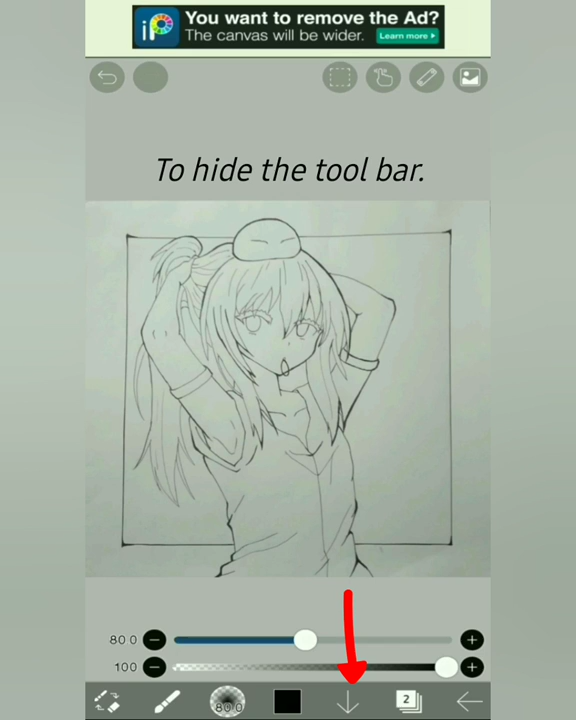 iP
You want to remove the Ad?
The canvas will be wider.
Learn more
To hide the tool bar.
80 0
100
80.0
2